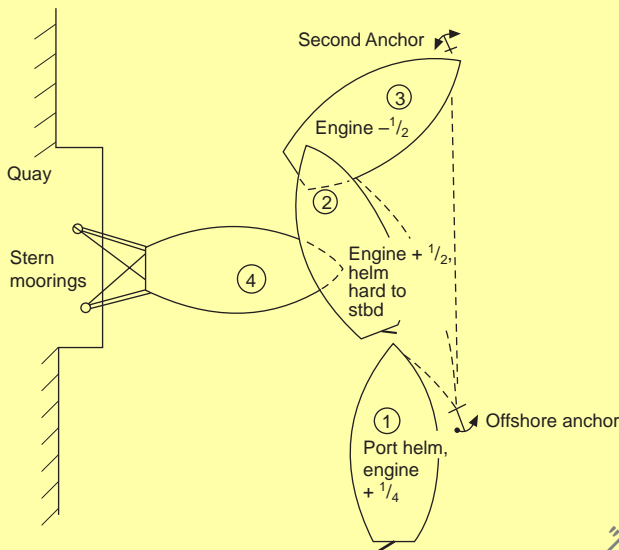 Second Anchor
③
Engine –1/2
Quay
②
Stern
moorings
④
Engine + 1/2,
helm
hard to
stbd
①
Offshore anchor
Port helm,
engine
+ 1/4